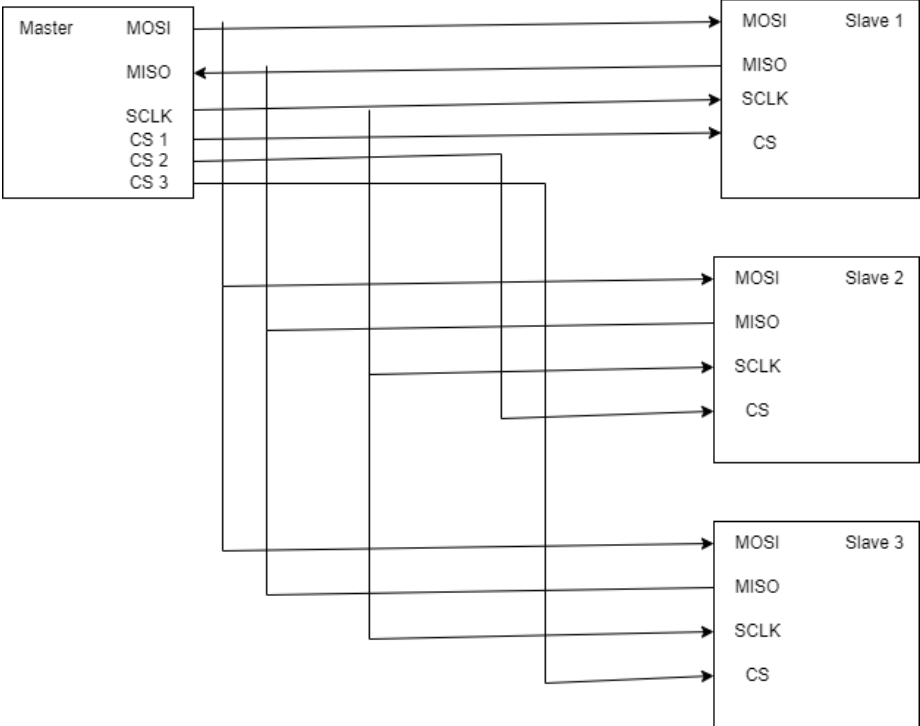 Master MOSI
MISO
SCLK
CS 1
CS 2
CS 3
MOSI Slave 1
MISO
SCLK
CS
MOSI Slave 2
MISO
SCLK
CS
MOSI Slave 3
MISO
SCLK
CS